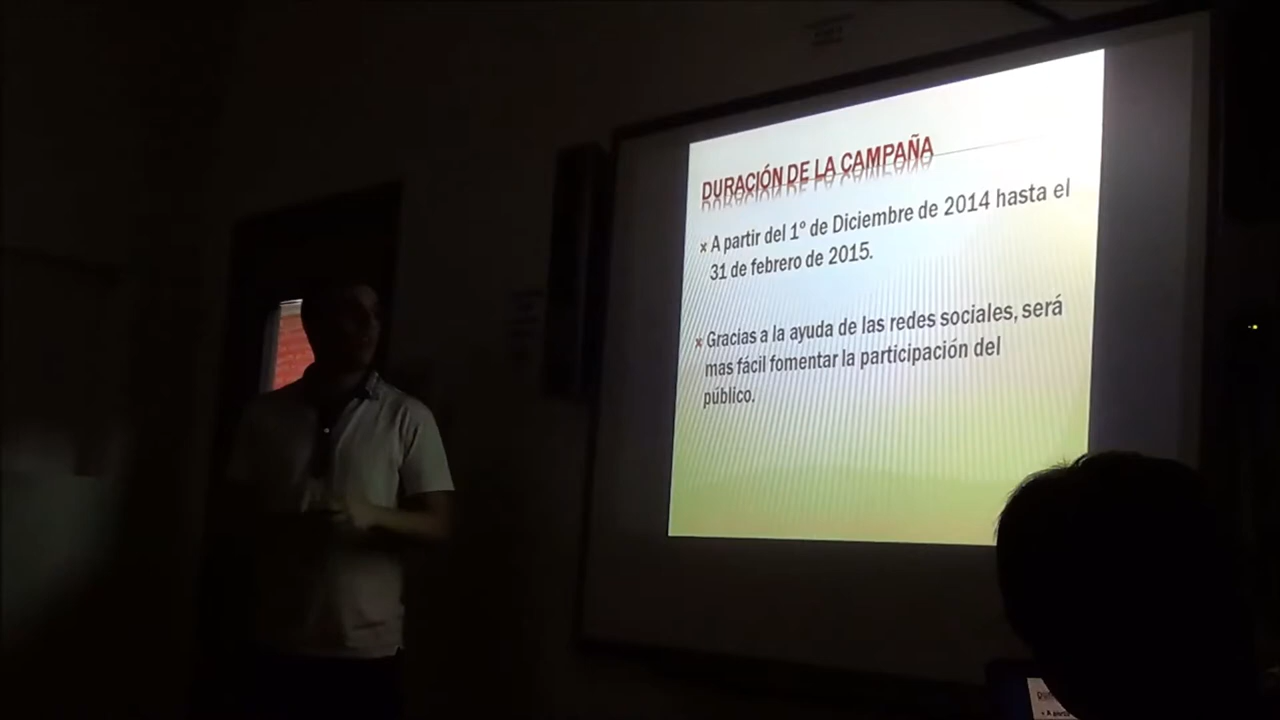 DURACIÓN DE LA CAMPAÑA
× A partir del 1º de Diciembre de 2014 hasta el
31 de febrero de 2015.
× Gracias a la ayuda de las redes sociales, será
mas fácil fomentar la participación del
público.